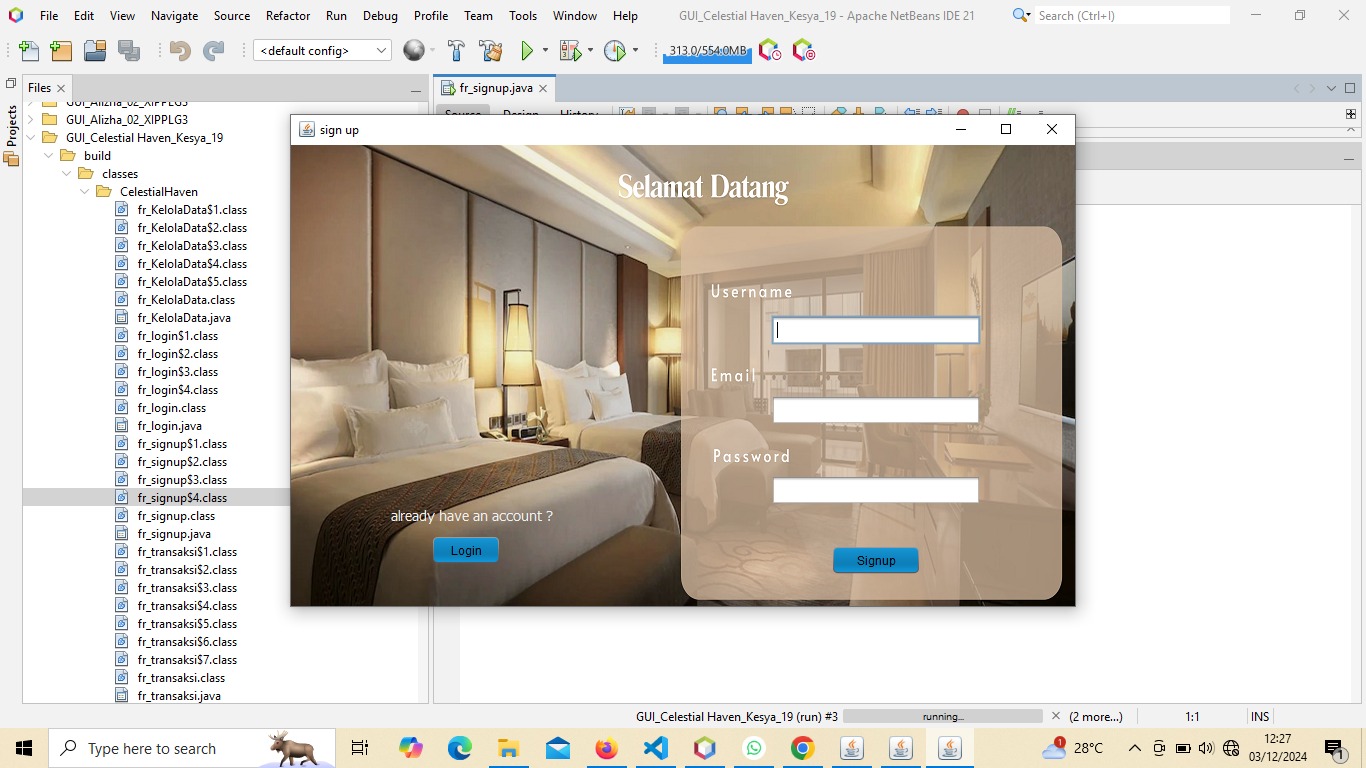 File Edit View Navigate Source Refactor Run Debug Profile Team Tools Window Help GUI_Celestial Haven_Kesya_19 - Apache NetBeans IDE 21 Search (Ctrl+I)
<default config> 313.0/554.0MB
Files fr_signup.java
Projects
Source Design History
GUI_Alizha_02_XIPPLG3
GUI_Alizha_02_XIPPLG3
GUI_Celestial Haven_Kesya_19
build
classes
CelestialHaven
fr_KelolaData$1.class
fr_KelolaData$2.class
fr_KelolaData$3.class
fr_KelolaData$4.class
fr_KelolaData$5.class
fr_KelolaData.class
fr_KelolaData.java
fr_login$1.class
fr_login$2.class
fr_login$3.class
fr_login$4.class
fr_login.class
fr_login.java
fr_signup$1.class
fr_signup$2.class
fr_signup$3.class
fr_signup$4.class
fr_signup.class
fr_signup.java
fr_transaksi$1.class
fr_transaksi$2.class
fr_transaksi$3.class
fr_transaksi$4.class
fr_transaksi$5.class
fr_transaksi$6.class
fr_transaksi$7.class
fr_transaksi.class
fr_transaksi.java
sign up
Selamat Datang
Username
Email
Password
already have an account ?
Login
Signup
GUI_Celestial Haven_Kesya_19 (run) #3 running... (2 more...) 1:1 INS
Type here to search
28°C
12:27
03/12/2024
1